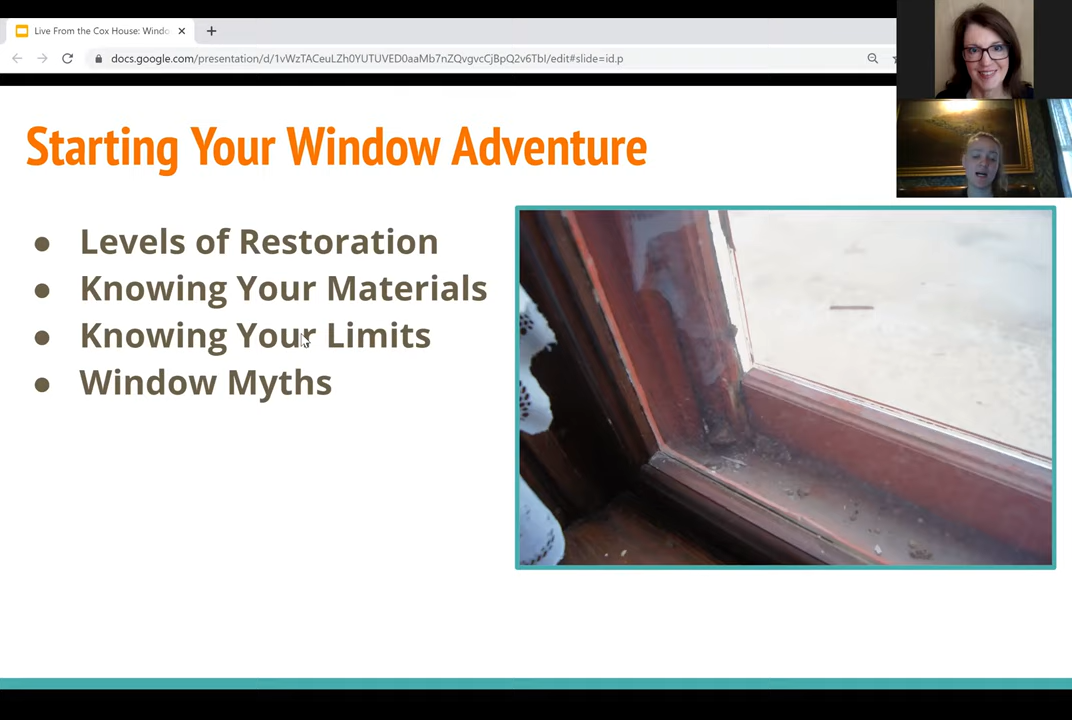 Live From the Cox House: Windo
docs.google.com/presentation/d/1vWzTACeuLZh0YUTUVED0aaMb7nZQvgvcCjBpQ2v6TbI/edit#slide=id.p
Starting Your Window Adventure
● Levels of Restoration
● Knowing Your Materials
● Knowing Your Limits
● Window Myths